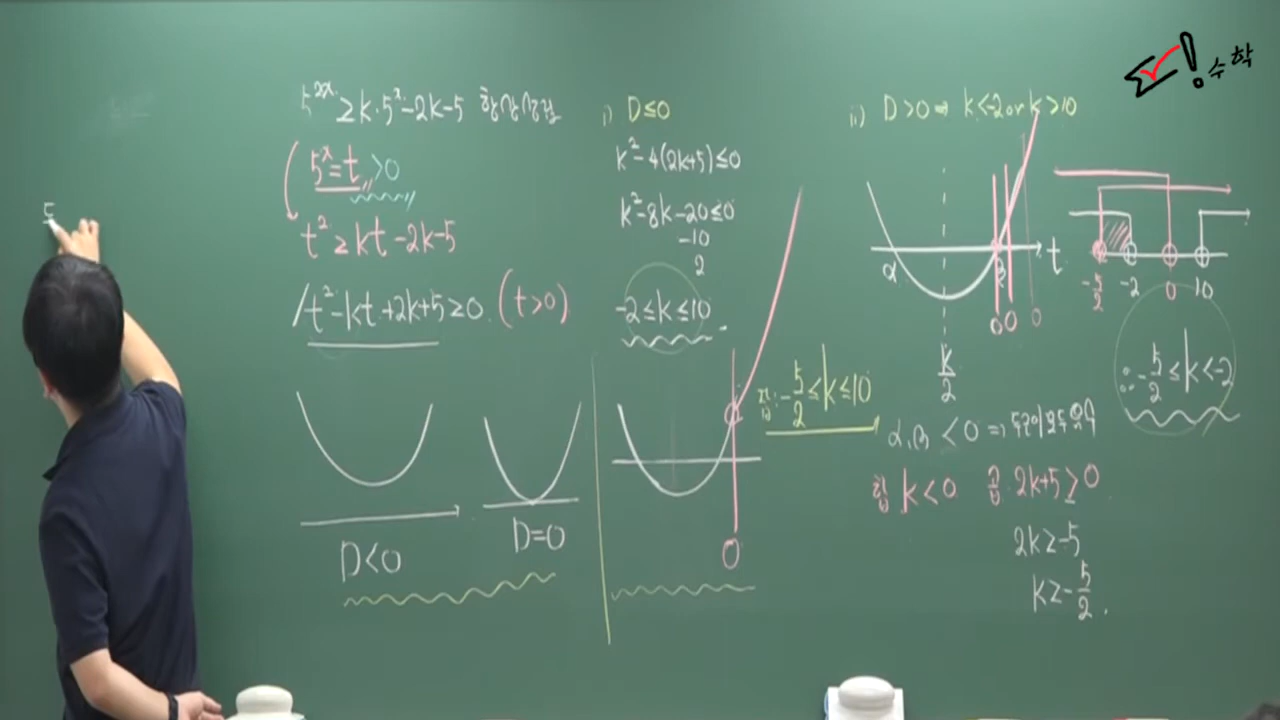 5^{2x} ≥ k·5^x - 2k - 5 항상성립
5^x = t > 0
t² ≥ kt - 2k - 5
t² - kt + 2k + 5 ≥ 0. (t > 0)
D < 0
D = 0
i) D ≤ 0
k² - 4(2k+5) ≤ 0
k² - 8k - 20 ≤ 0
-10
2
-2 ≤ k ≤ 10
0
-5/2 ≤ k ≤ 10
ii) D > 0 ⇒ k < -2 or k > 10
α β t
0 0 0
k/2
α, β < 0 ⇒
k < 0 2k+5 ≥ 0
2k ≥ -5
k ≥ -5/2.
-5/2 -2 0 10
∴ -5/2 ≤ k < -2
5
수학